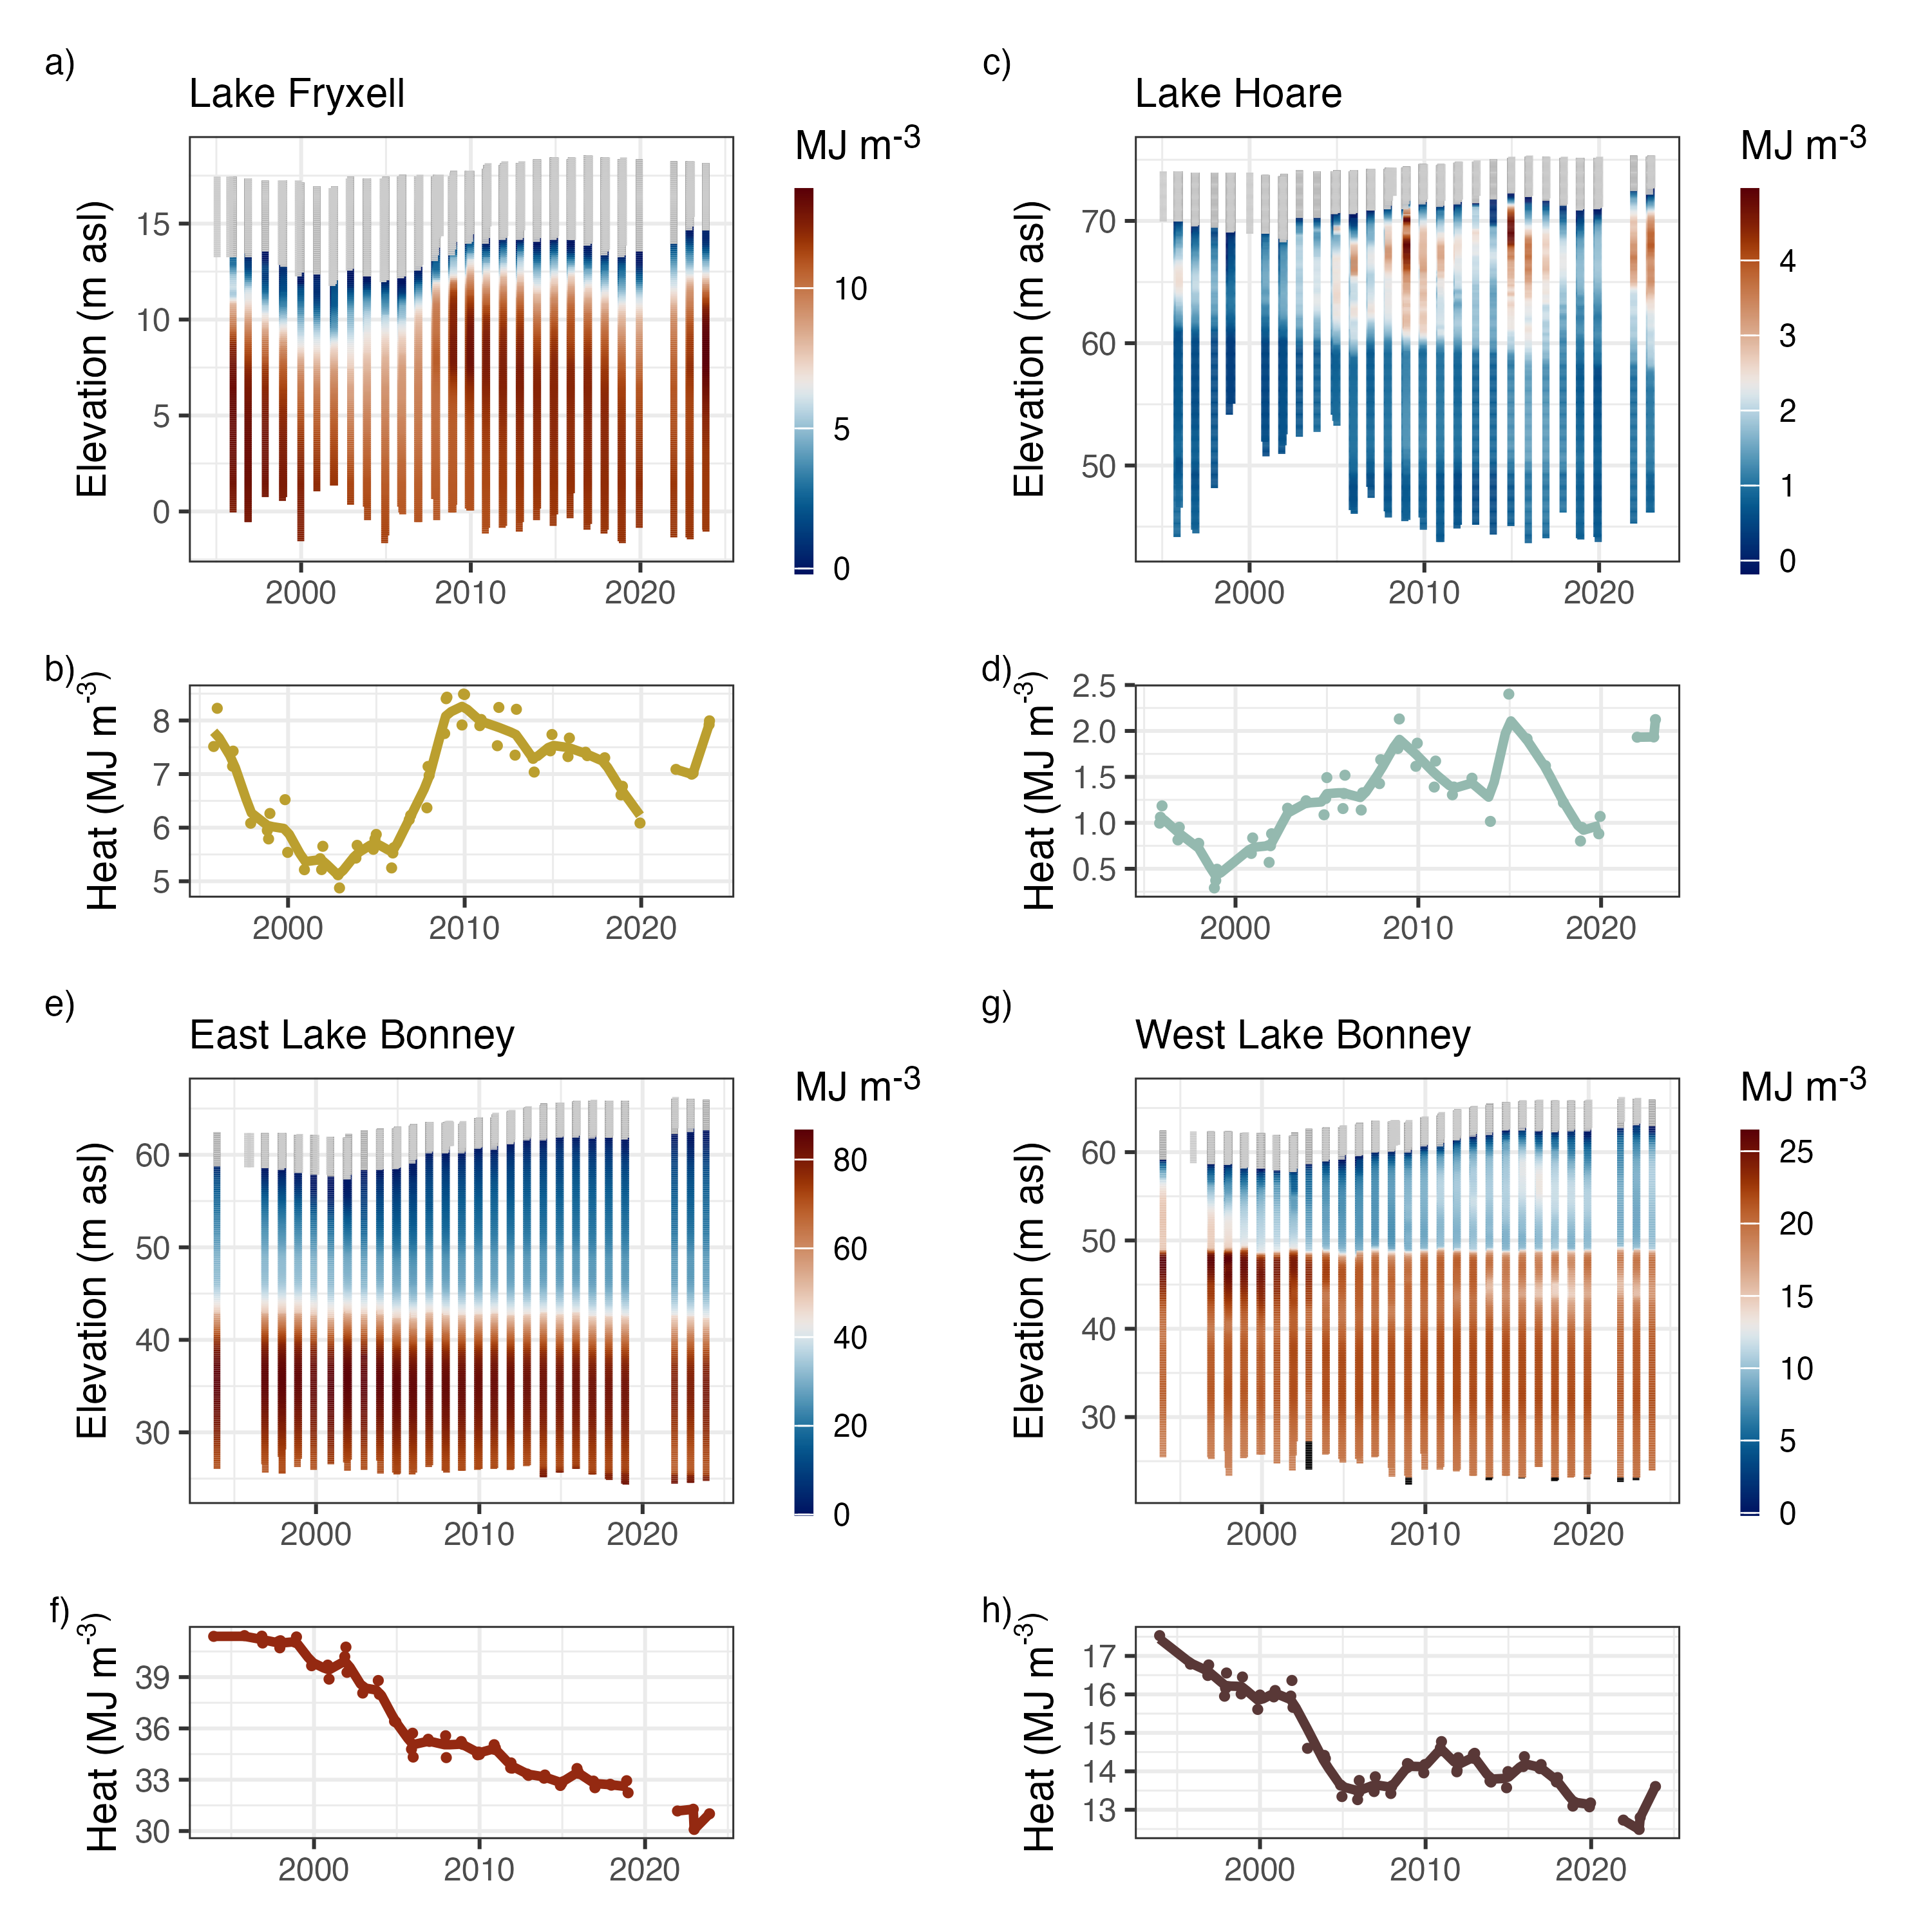 a)
Lake Fryxell
MJ m-3
Elevation (m asl)
15
10
5
0
10
5
0
2000 2010 2020
c)
Lake Hoare
MJ m-3
Elevation (m asl)
70
60
50
4
3
2
1
0
2000 2010 2020
b)
Heat (MJ m-3)
8
7
6
5
2000 2010 2020
d)
Heat (MJ m-3)
2.5
2.0
1.5
1.0
0.5
2000 2010 2020
e)
East Lake Bonney
MJ m-3
Elevation (m asl)
60
50
40
30
80
60
40
20
0
2000 2010 2020
g)
West Lake Bonney
MJ m-3
Elevation (m asl)
60
50
40
30
25
20
15
10
5
0
2000 2010 2020
f)
Heat (MJ m-3)
39
36
33
30
2000 2010 2020
h)
Heat (MJ m-3)
17
16
15
14
13
2000 2010 2020